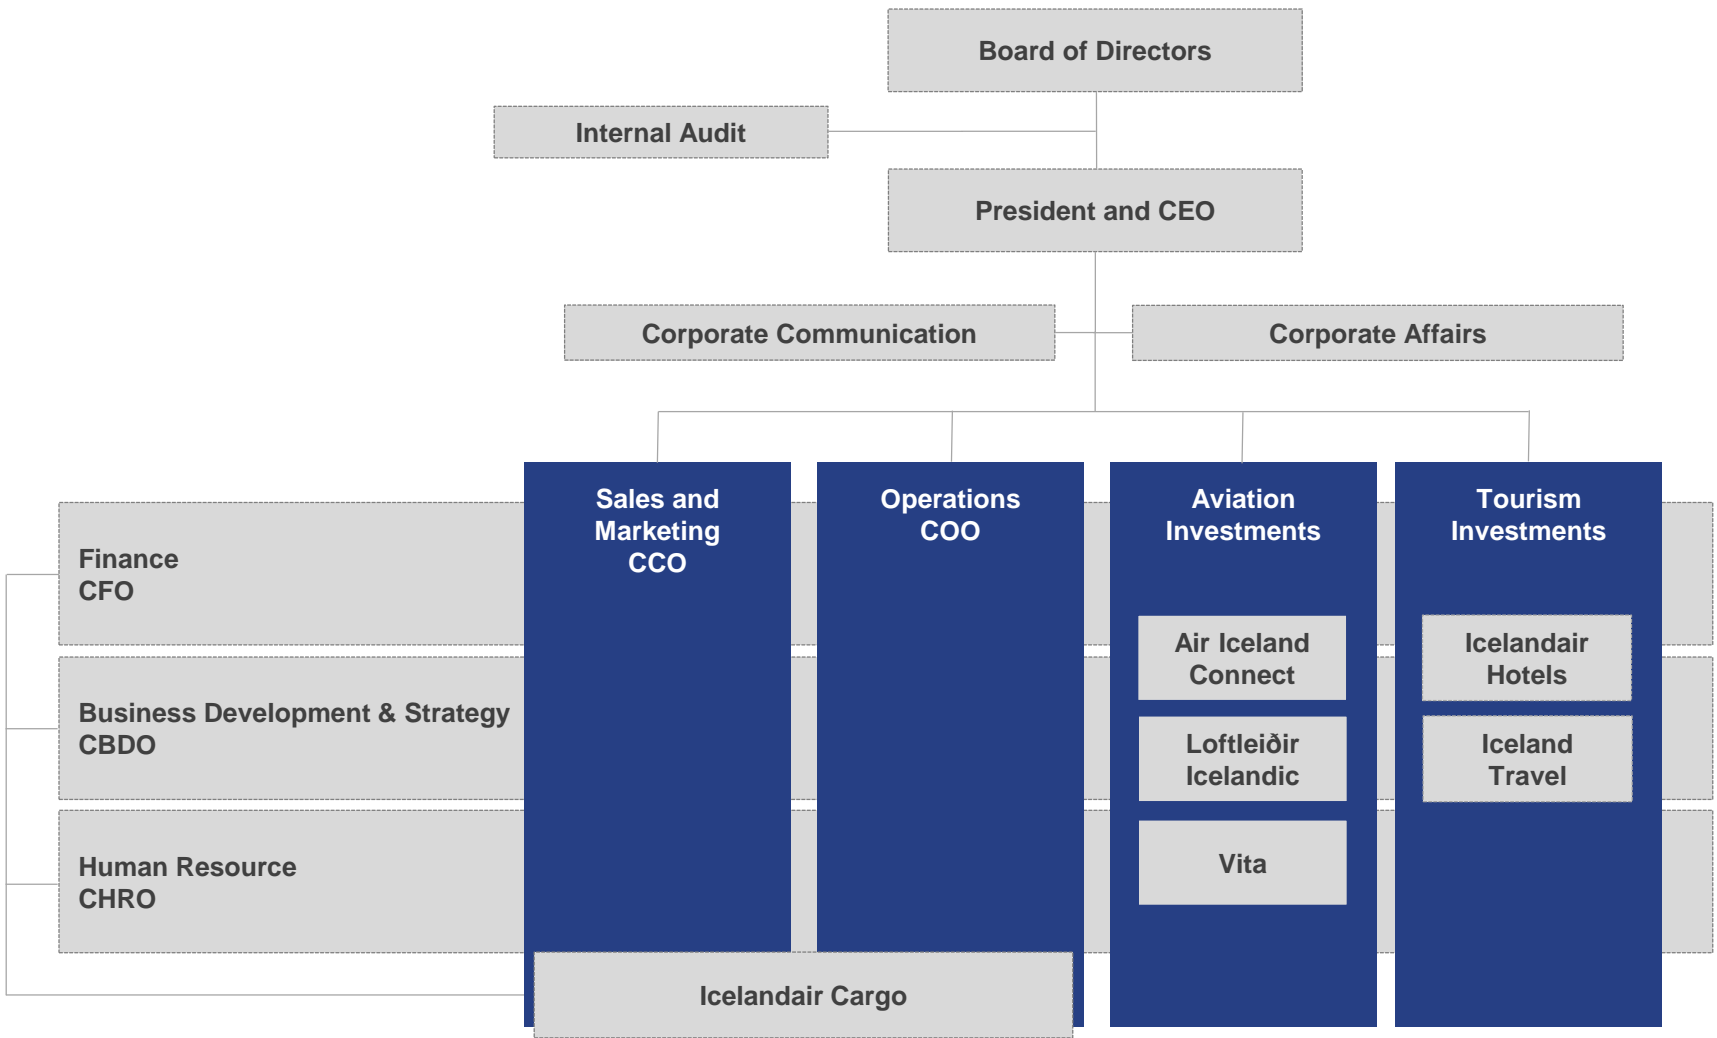 Board of Directors
Internal Audit
President and CEO
Corporate Communication
Corporate Affairs
Sales and
Marketing
CCO
Operations
COO
Aviation
Investments
Tourism
Investments
Finance
CFO
Air Iceland
Connect
Icelandair
Hotels
Business Development & Strategy
CBDO
Loftleiðir
Icelandic
Iceland
Travel
Human Resource
CHRO
Vita
Icelandair Cargo